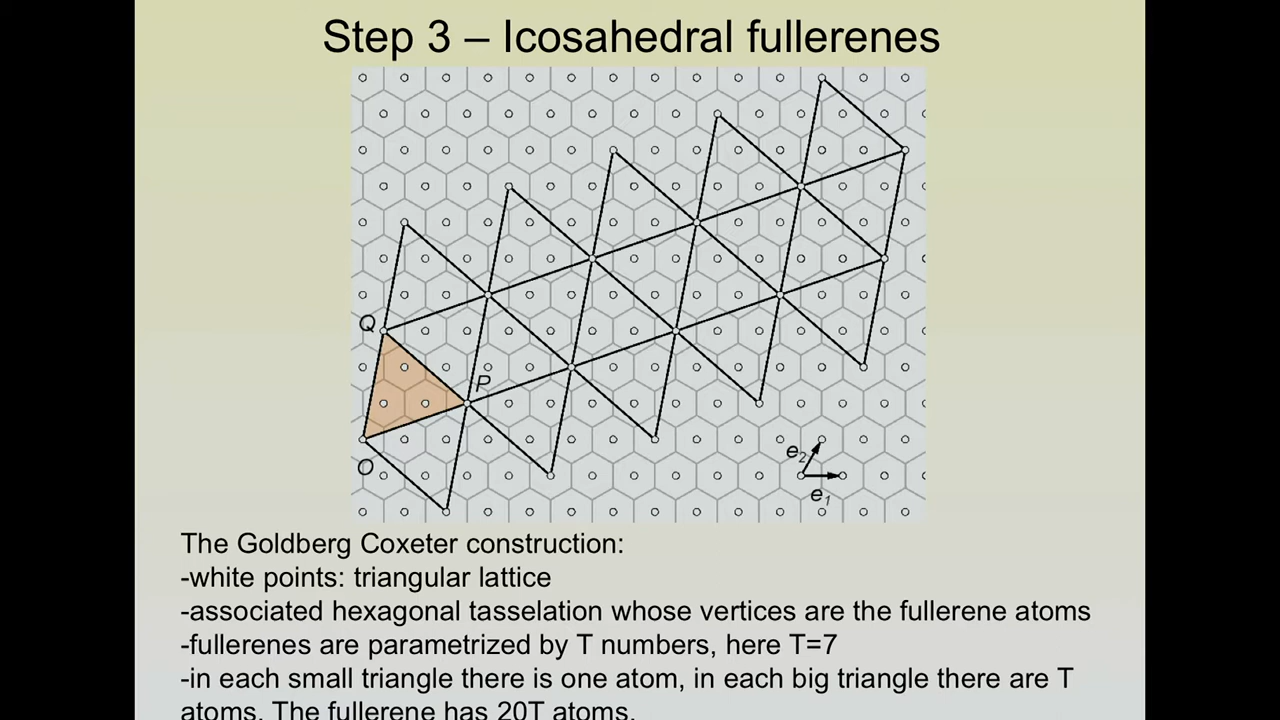 Step 3 – Icosahedral fullerenes
Q
P
O
e2
e1
The Goldberg Coxeter construction:
-white points: triangular lattice
-associated hexagonal tasselation whose vertices are the fullerene atoms
-fullerenes are parametrized by T numbers, here T=7
-in each small triangle there is one atom, in each big triangle there are T
atoms. The fullerene has 20T atoms.